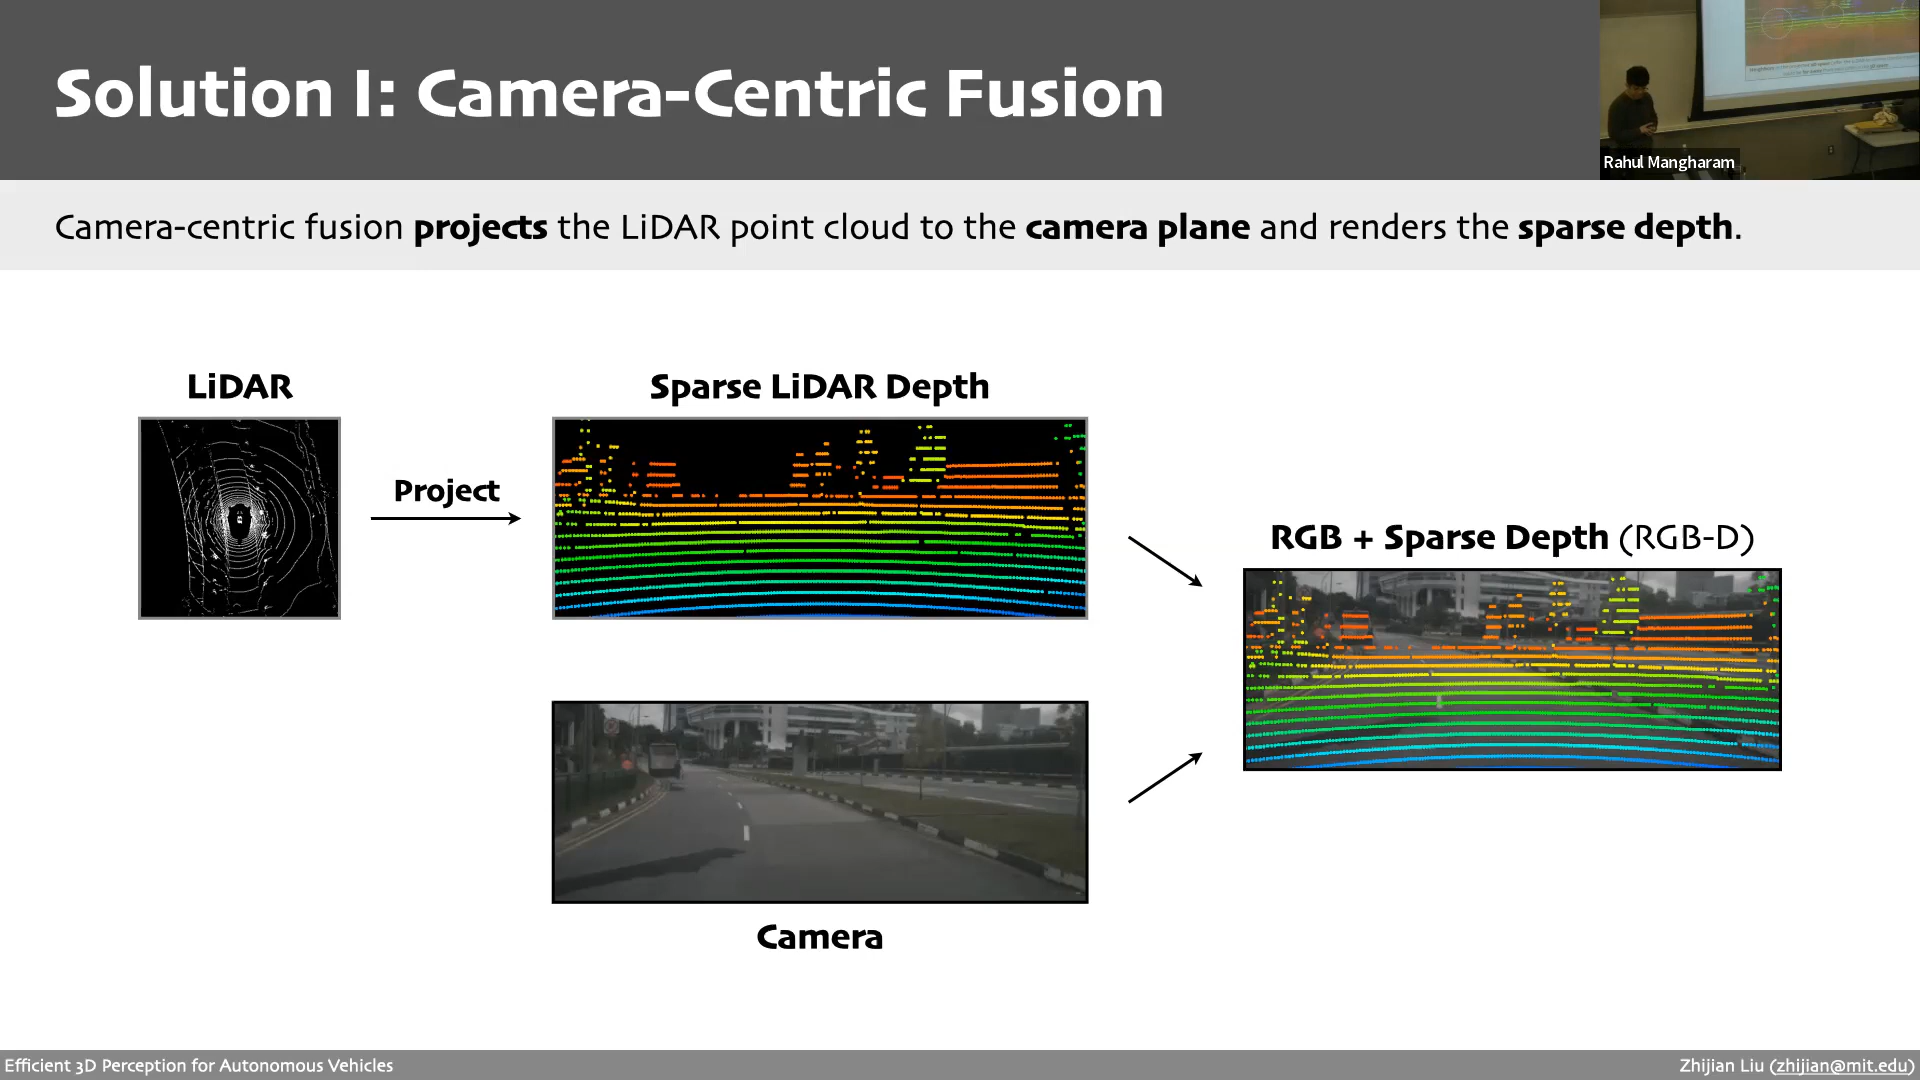 Solution I: Camera-Centric Fusion
Rahul Mangharam
Camera-centric fusion projects the LiDAR point cloud to the camera plane and renders the sparse depth.
LiDAR
Sparse LiDAR Depth
Project
RGB + Sparse Depth (RGB-D)
Camera
Efficient 3D Perception for Autonomous Vehicles
Zhijian Liu (zhijian@mit.edu)